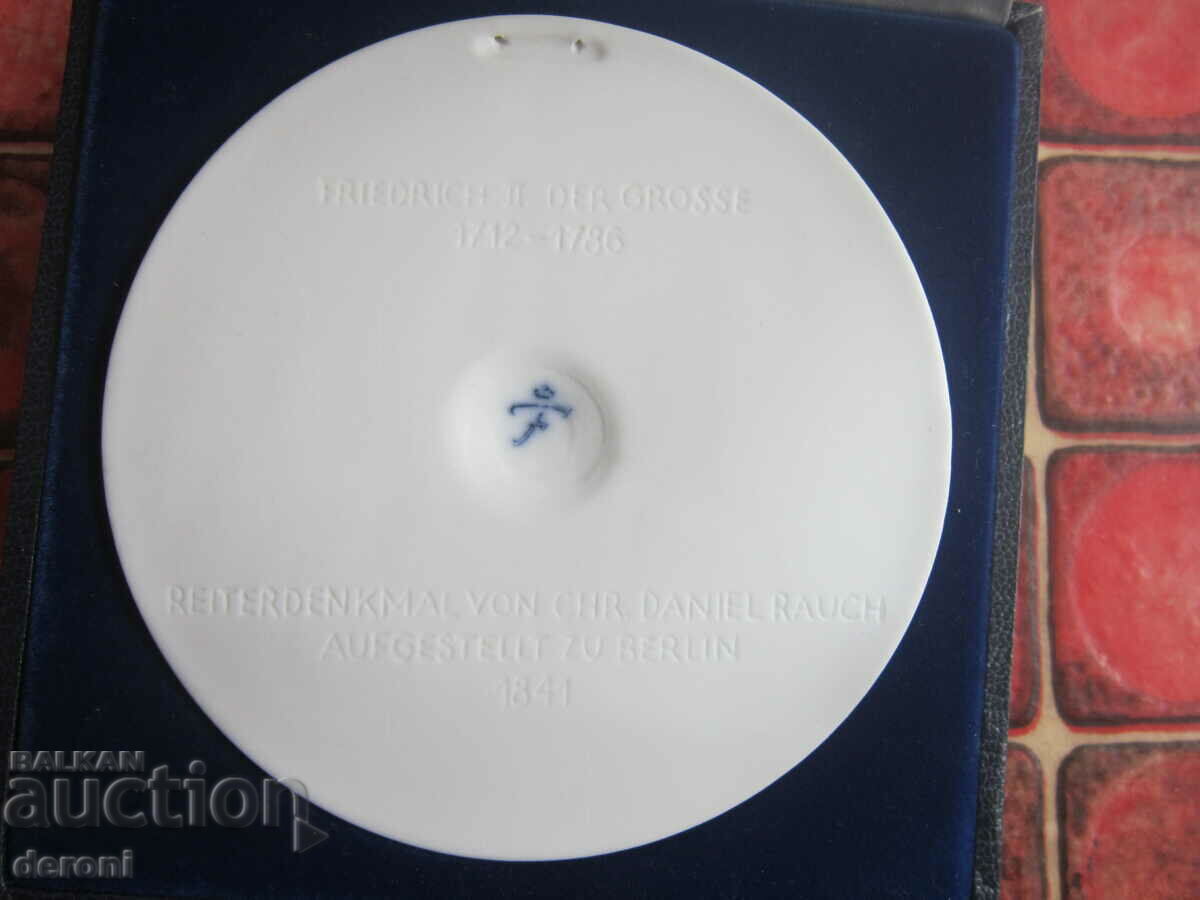 FRIEDRICH II DER GROSSE
1712-1786
REITERDENKMAL VON CHR. DANIEL RAUCH
AUFGESTELLT ZU BERLIN
1841
BALKAN
auction
deroni